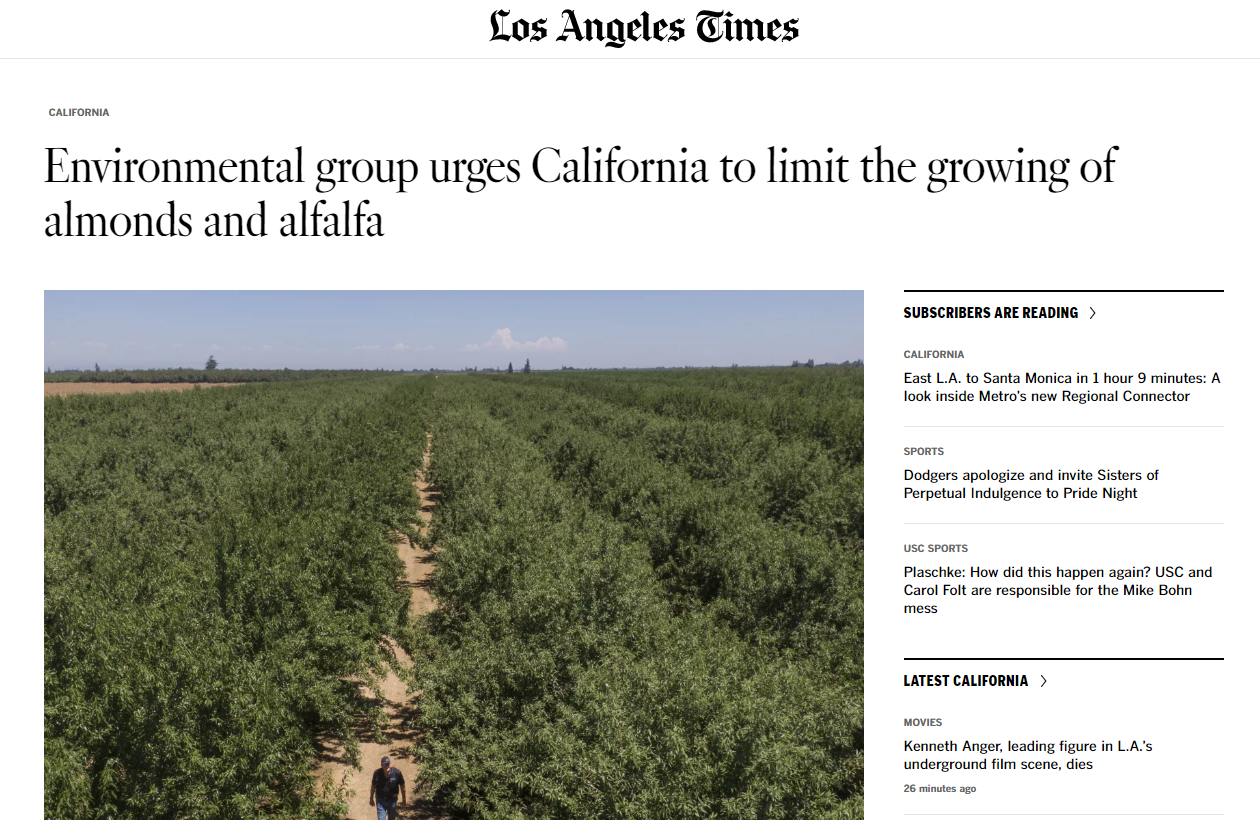 Los Angeles Times
CALIFORNIA
Environmental group urges California to limit the growing of
almonds and alfalfa
SUBSCRIBERS ARE READING
CALIFORNIA
East L.A. to Santa Monica in 1 hour 9 minutes: A
look inside Metro's new Regional Connector
SPORTS
Dodgers apologize and invite Sisters of
Perpetual Indulgence to Pride Night
USC SPORTS
Plaschke: How did this happen again? USC and
Carol Folt are responsible for the Mike Bohn
mess
LATEST CALIFORNIA
MOVIES
Kenneth Anger, leading figure in L.A.'s
underground film scene, dies
26 minutes ago